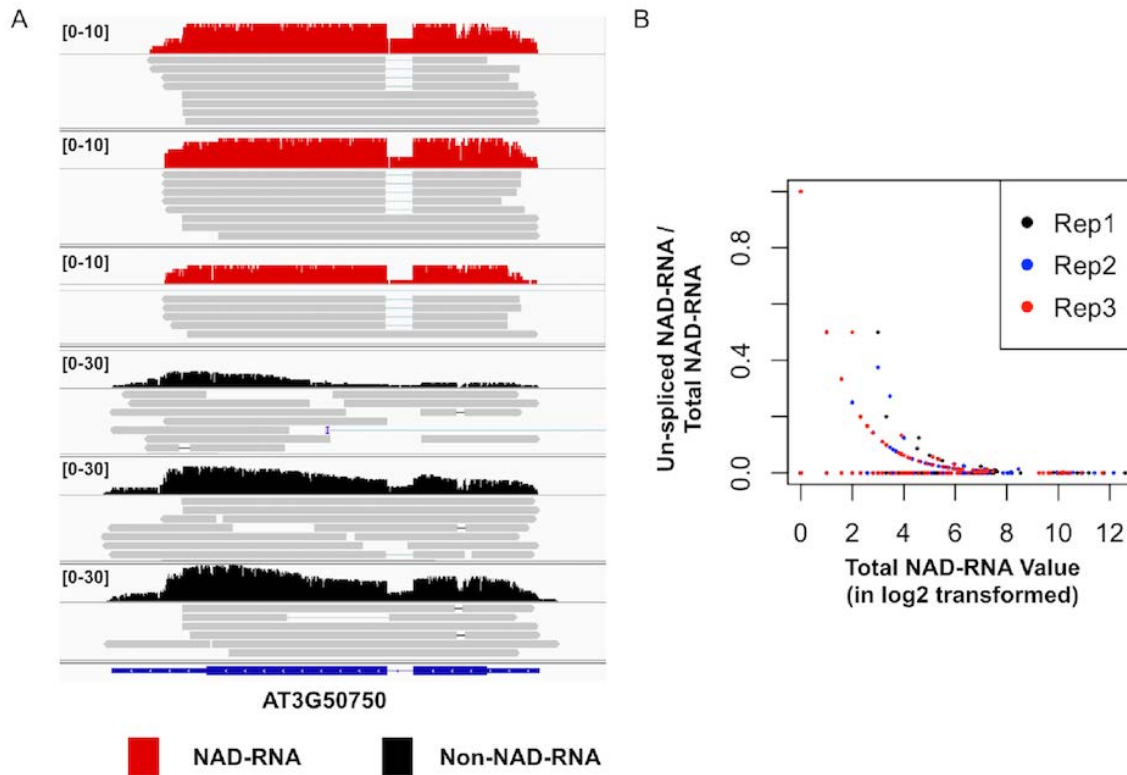 A
[0-10]
[0-10]
[0-10]
[0-30]
[0-30]
[0-30]
AT3G50750
NAD-RNA
Non-NAD-RNA
B
Un-spliced NAD-RNA /
Total NAD-RNA
0.0
0.4
0.8
Rep1
Rep2
Rep3
0 2 4 6 8 10 12
Total NAD-RNA Value
(in log2 transformed)